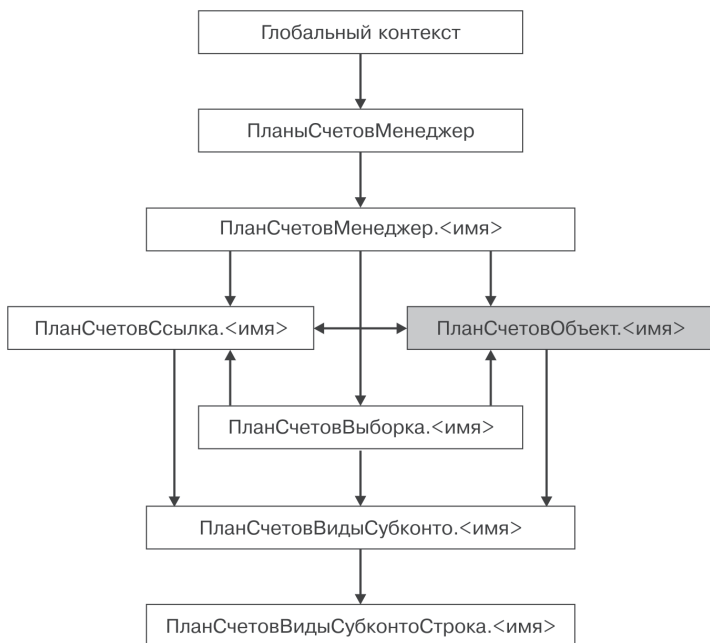 Глобальный контекст
ПланыСчетовМенеджер
ПланСчетовМенеджер.<имя>
ПланСчетовСсылка.<имя>
ПланСчетовОбъект.<имя>
ПланСчетовВыборка.<имя>
ПланСчетовВидыСубконто.<имя>
ПланСчетовВидыСубконтоСтрока.<имя>